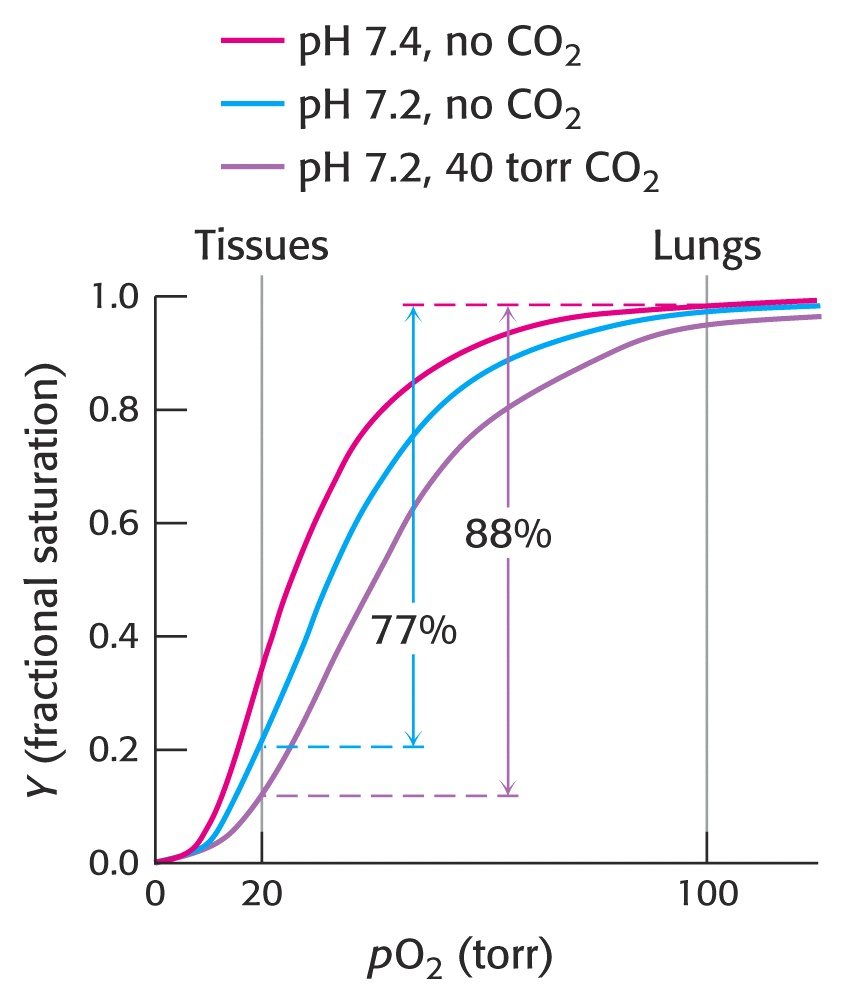 pH 7.4, no CO₂
pH 7.2, no CO₂
pH 7.2, 40 torr CO₂
Tissues
Lungs
1.0
0.8
0.6
0.4
0.2
0.0
Y (fractional saturation)
88%
77%
0
20
100
pO₂ (torr)